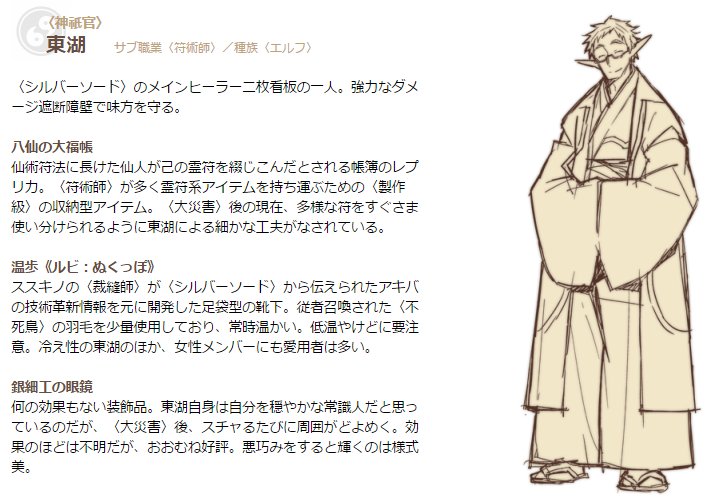 〈神祇官〉
東湖 サブ職業〈符術師〉／種族〈エルフ〉
〈シルバーソード〉のメインヒーラー二枚看板の一人。強力なダメ
ージ遮断障壁で味方を守る。
八仙の大福帳
仙術符法に長けた仙人が己の霊符を綴じこんだとされる帳簿のレプ
リカ。〈符術師〉が多く霊符系アイテムを持ち運ぶための〈製作
級〉の収納型アイテム。〈大災害〉後の現在、多様な符をすぐさま
使い分けられるように東湖による細かな工夫がなされている。
温歩《ルビ：ぬくっぽ》
ススキノの〈裁縫師〉が〈シルバーソード〉から伝えられたアキバ
の技術革新情報を元に開発した足袋型の靴下。従者召喚された〈不
死鳥〉の羽毛を少量使用しており、常時温かい。低温やけどに要注
意。冷え性の東湖のほか、女性メンバーにも愛用者は多い。
銀細工の眼鏡
何の効果もない装飾品。東湖自身は自分を穏やかな常識人だと思っ
ているのだが、〈大災害〉後、スチャるたびに周囲がどよめく。効
果のほどは不明だが、おおむね好評。悪巧みをすると輝くのは様式
美。